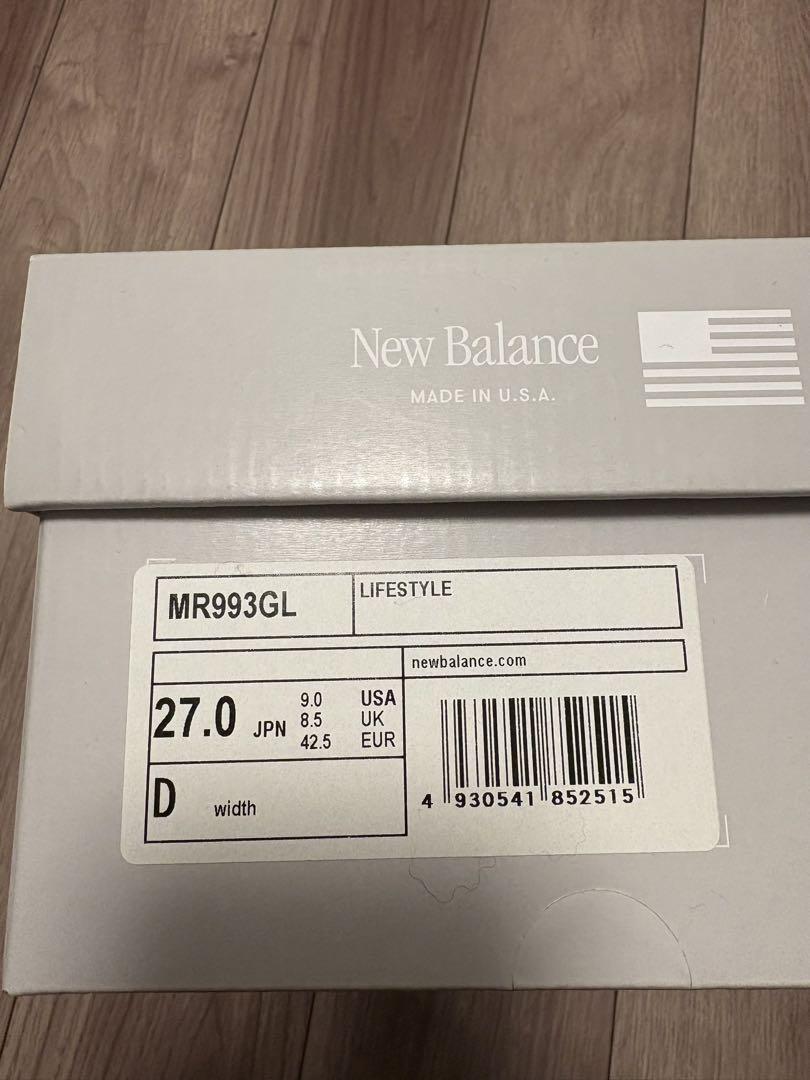 New Balance
MADE IN U.S.A.
MR993GL
LIFESTYLE
newbalance.com
27.0 JPN
9.0 USA
8.5 UK
42.5 EUR
D width
4 930541 852515